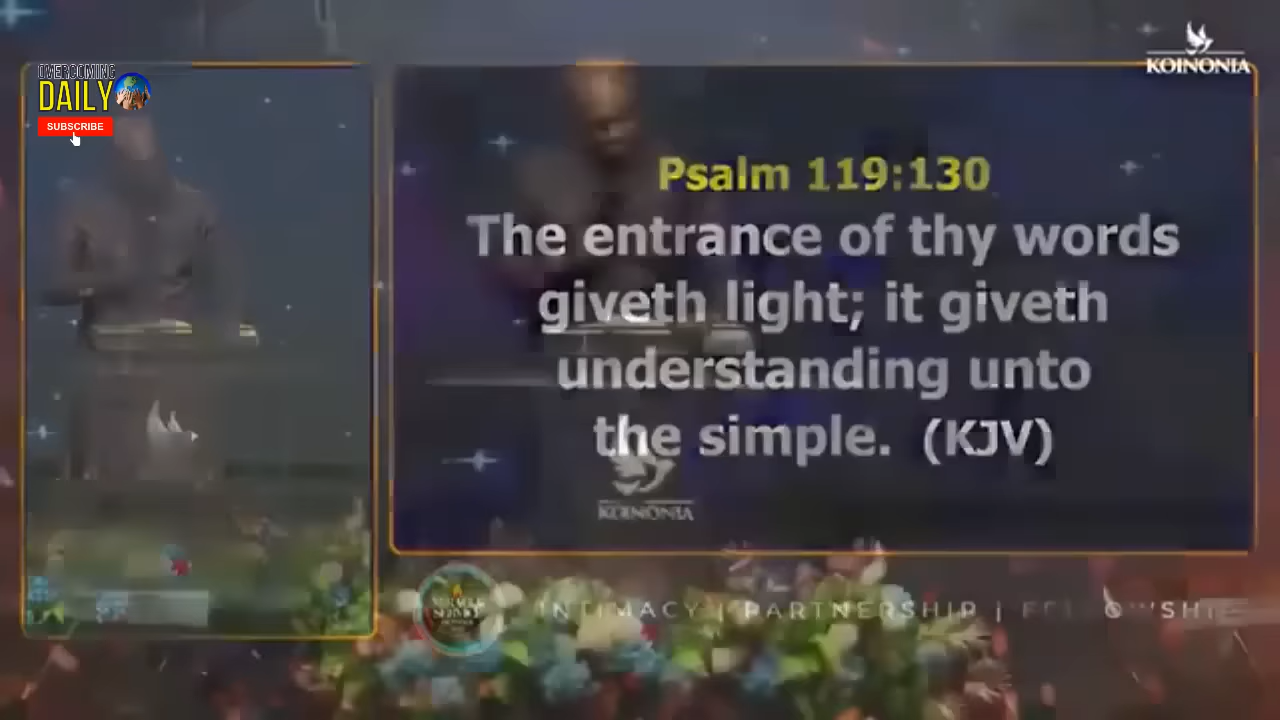 OVERCOMING
DAILY
SUBSCRIBE
KOINONIA
Psalm 119:130
The entrance of thy words
giveth light; it giveth
understanding unto
the simple. (KJV)
KOINONIA
INTIMACY | PARTNERSHIP |